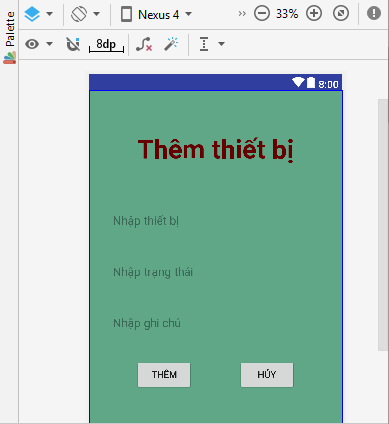 Palette
Nexus 4
33%
8dp
8:00
Thêm thiết bị
Nhập thiết bị
Nhập trạng thái
Nhập ghi chú
THÊM
HỦY